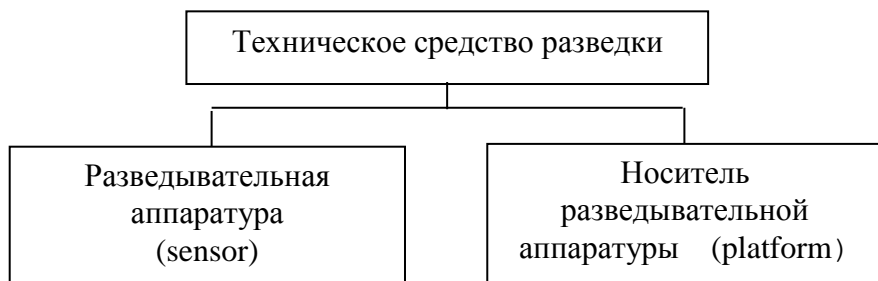 Техническое средство разведки
Разведывательная
аппаратура
(sensor)
Носитель
разведывательной
аппаратуры (platform)